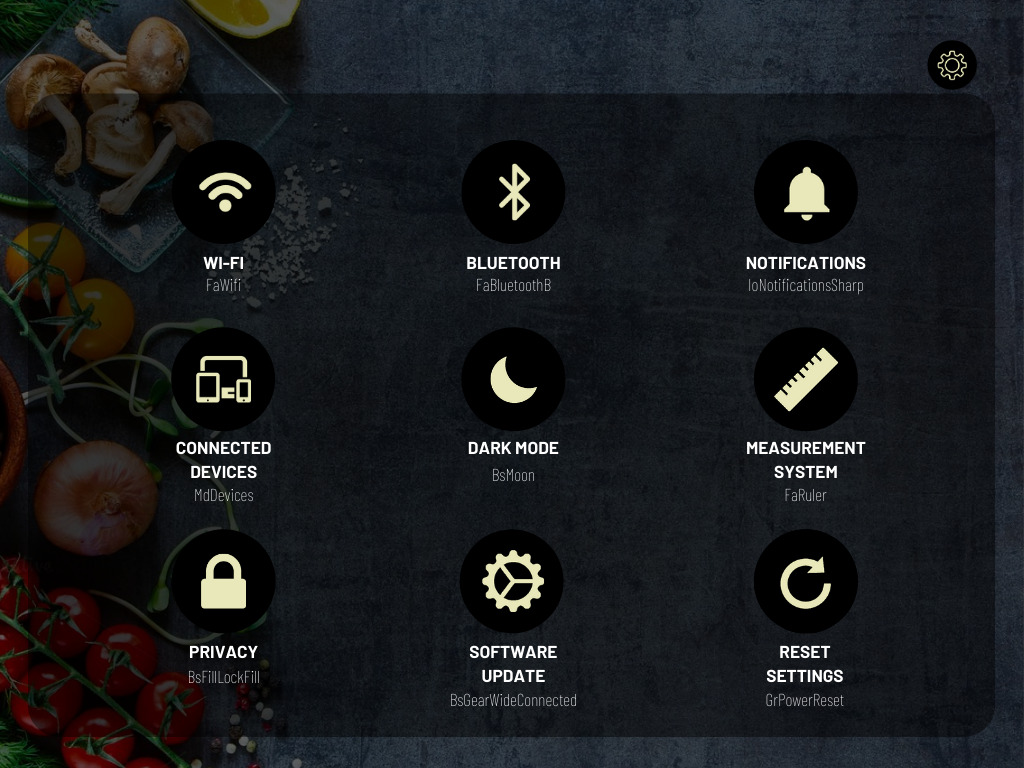 WI-FI
FaWifi
BLUETOOTH
FaBluetoothB
NOTIFICATIONS
IoNotificationsSharp
CONNECTED
DEVICES
MdDevices
DARK MODE
BsMoon
MEASUREMENT
SYSTEM
FaRuler
PRIVACY
BsFillLockFill
SOFTWARE
UPDATE
BsGearWideConnected
RESET
SETTINGS
GrPowerReset